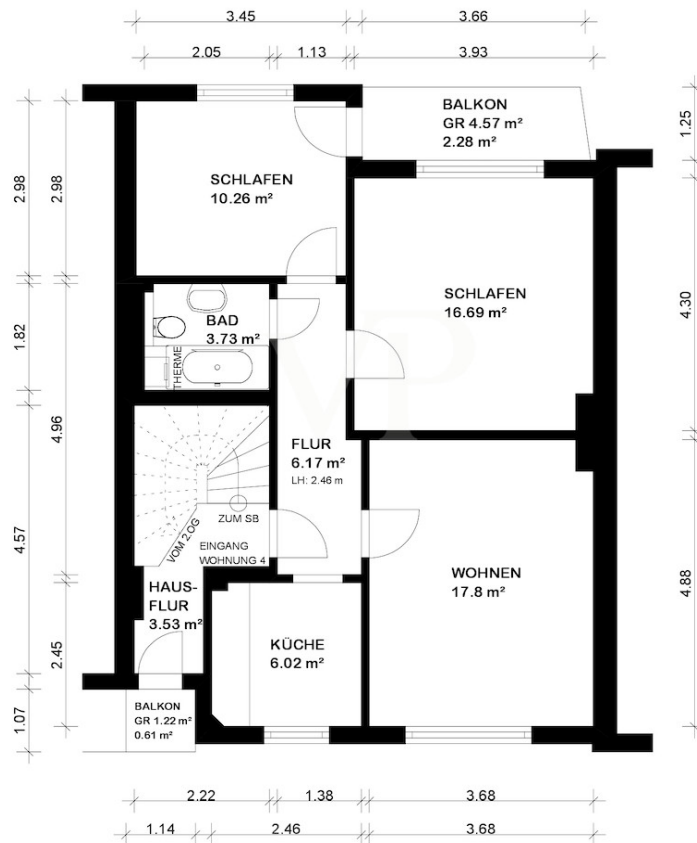 3.45
3.66
2.05
1.13
3.93
BALKON
GR 4.57 m²
2.28 m²
1.25
2.98
2.98
SCHLAFEN
10.26 m²
SCHLAFEN
16.69 m²
4.30
BAD
3.73 m²
THERME
1.82
VP
4.96
FLUR
6.17 m²
LH: 2.46 m
ZUM SB
VOM 2.OG
EINGANG
WOHNUNG 4
4.57
HAUS-
FLUR
3.53 m²
WOHNEN
17.8 m²
4.88
KÜCHE
6.02 m²
2.45
BALKON
GR 1.22 m²
0.61 m²
1.07
2.22
1.38
3.68
1.14
2.46
3.68